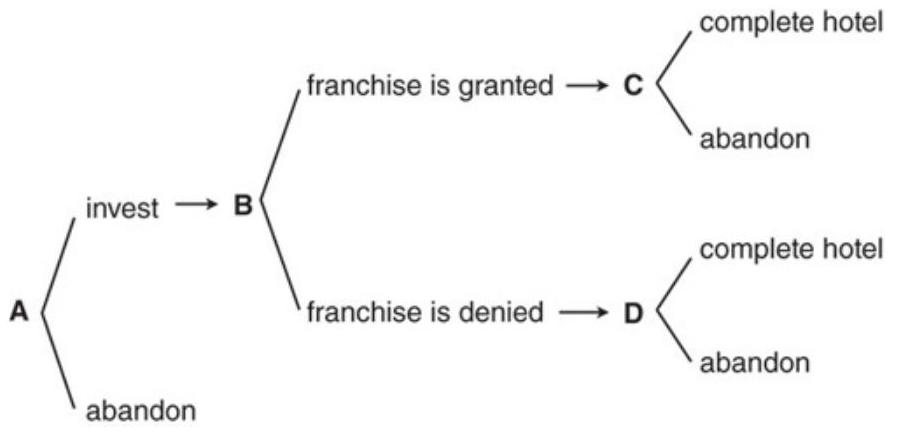 complete hotel
franchise is granted → C
abandon
invest → B
complete hotel
A
franchise is denied → D
abandon
abandon